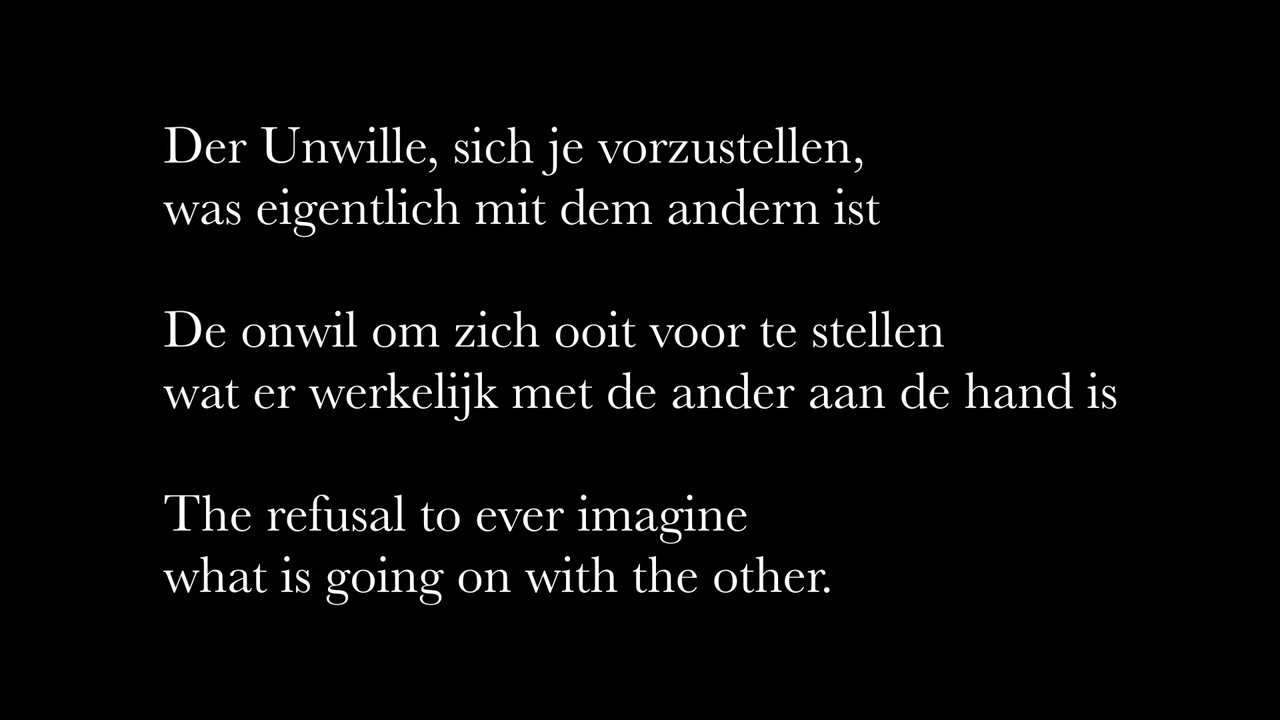 Der Unwille, sich je vorzustellen,
was eigentlich mit dem andern ist
De onwil om zich ooit voor te stellen
wat er werkelijk met de ander aan de hand is
The refusal to ever imagine
what is going on with the other.